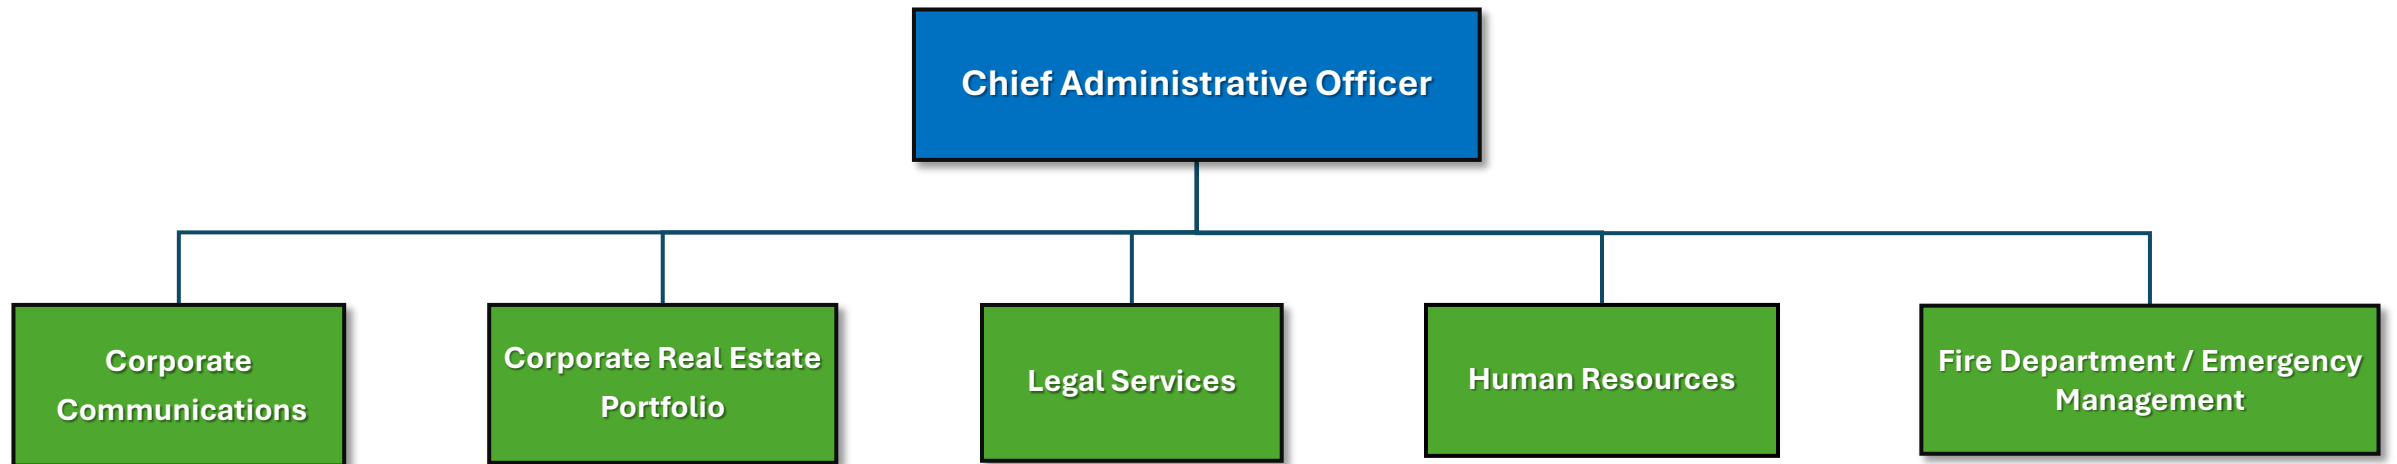 Chief Administrative Officer
Corporate
Communications
Corporate Real Estate
Portfolio
Legal Services
Human Resources
Fire Department / Emergency
Management